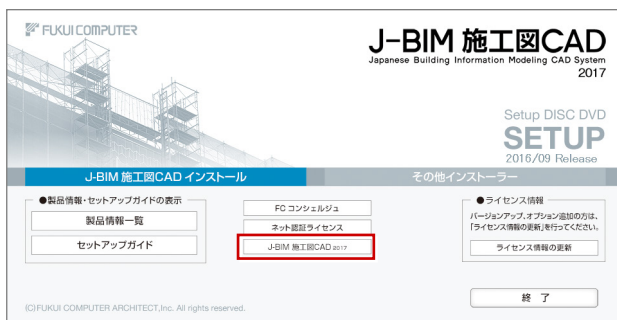 FUKUI COMPUTER
J-BIM 施工図CAD
Japanese Building Information Modeling CAD System
2017
Setup DISC DVD
SETUP
2016/09 Release
J-BIM 施工図CAD インストール
その他インストーラー
●製品情報・セットアップガイドの表示
製品情報一覧
セットアップガイド
FC コンシェルジュ
ネット認証ライセンス
J-BIM 施工図CAD 2017
●ライセンス情報
バージョンアップ、オプション追加の方は、
「ライセンス情報の更新」を行ってください。
ライセンス情報の更新
終 了
(C)FUKUI COMPUTER ARCHITECT,Inc. All rights reserved.